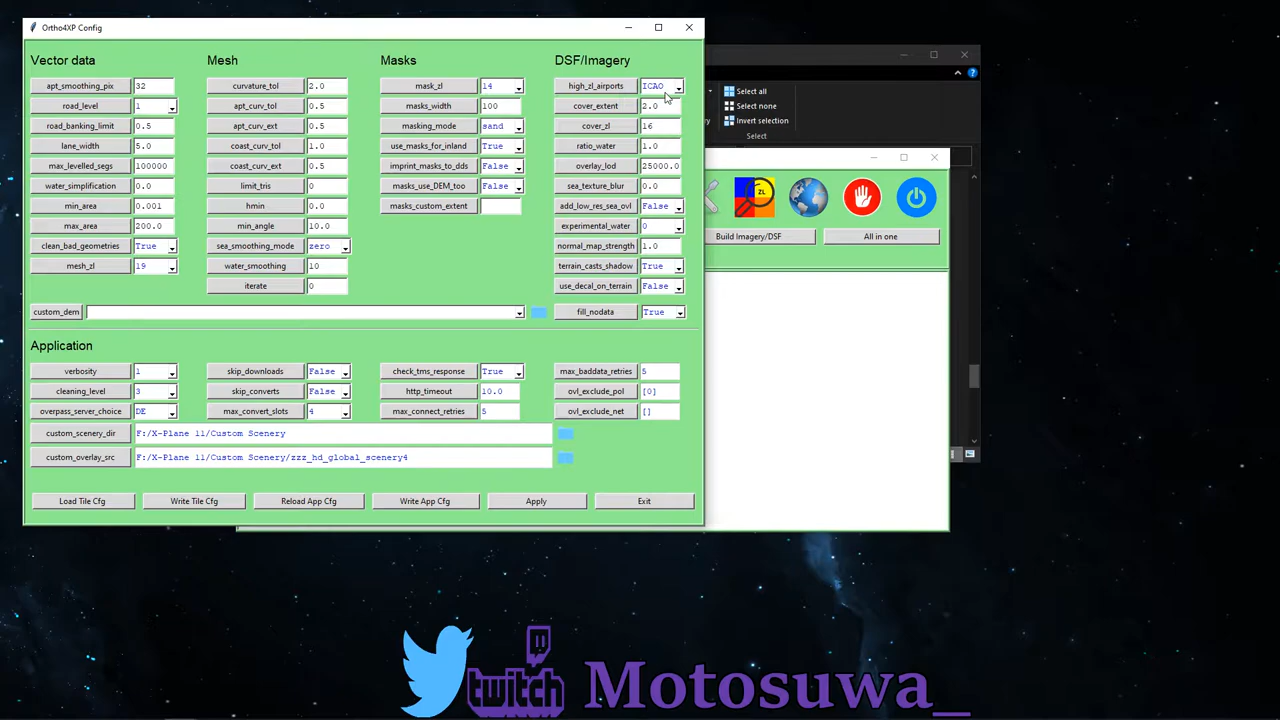 Ortho4XP Config
Vector data
apt_smoothing_pix 32
road_level 1
road_banking_limit 0.5
lane_width 5.0
max_levelled_segs 100000
water_simplification 0.0
min_area 0.001
max_area 200.0
clean_bad_geometries True
mesh_zl 19
Mesh
curvature_tol 2.0
apt_curv_tol 0.5
apt_curv_ext 0.5
coast_curv_tol 1.0
coast_curv_ext 0.5
limit_tris 0
hmin 0.0
min_angle 10.0
sea_smoothing_mode zero
water_smoothing 10
iterate 0
Masks
mask_zl 14
masks_width 100
masking_mode sand
use_masks_for_inland True
imprint_masks_to_dds False
masks_use_DEM_too False
masks_custom_extent
DSF/Imagery
high_zl_airports ICAO
cover_extent 2.0
cover_zl 16
ratio_water 1.0
overlay_lod 25000.0
sea_texture_blur 0.0
add_low_res_sea_ovl False
experimental_water 0
normal_map_strength 1.0
terrain_casts_shadow True
use_decal_on_terrain False
custom_dem
fill_nodata True
Application
verbosity 1
cleaning_level 3
overpass_server_choice DE
skip_downloads False
skip_converts False
max_convert_slots 4
check_tms_response True
http_timeout 10.0
max_connect_retries 5
max_baddata_retries 5
ovl_exclude_pol [0]
ovl_exclude_net []
custom_scenery_dir F:/X-Plane 11/Custom Scenery
custom_overlay_src F:/X-Plane 11/Custom Scenery/zzz_hd_global_scenery4
Load Tile Cfg Write Tile Cfg Reload App Cfg Write App Cfg Apply Exit
Select all
Select none
Invert selection
Select
ZL
Build Imagery/DSF All in one
twitch Motosuwa_